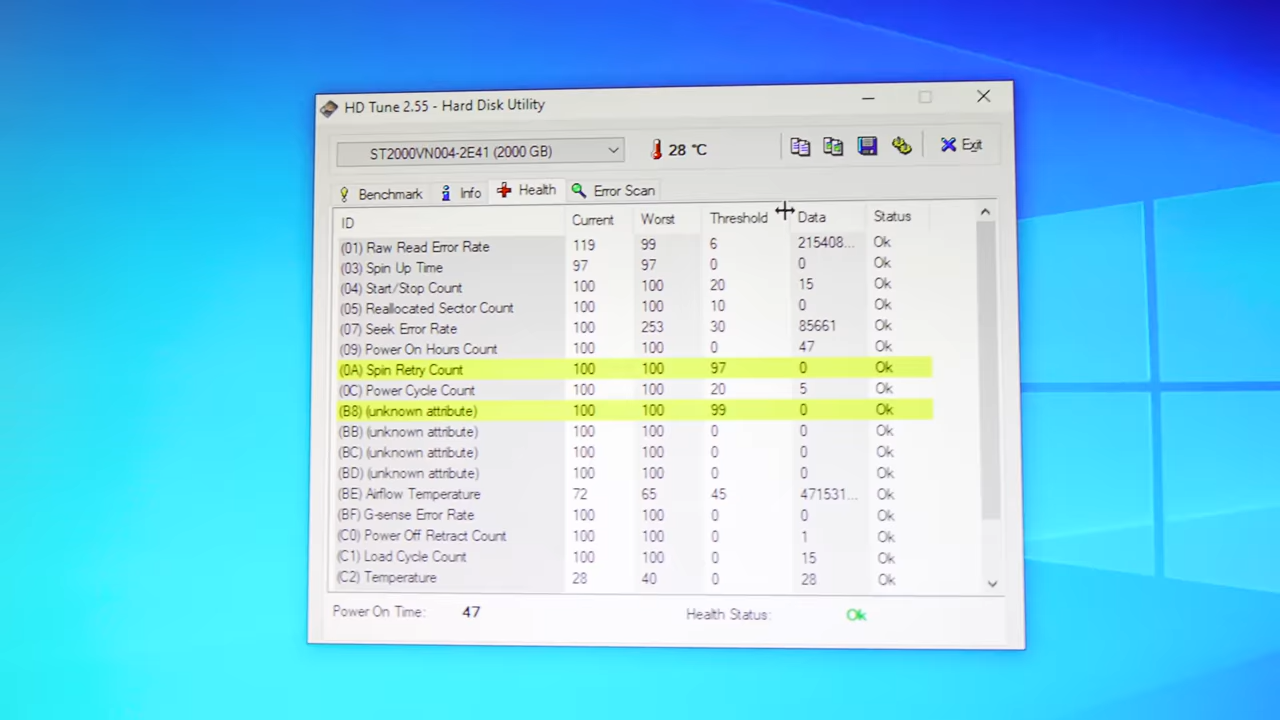 HD Tune 2.55 - Hard Disk Utility
ST2000VN004-2E41 (2000 GB) 28 °C Exit
Benchmark Info Health Error Scan
ID Current Worst Threshold Data Status
(01) Raw Read Error Rate 119 99 6 215408... Ok
(03) Spin Up Time 97 97 0 0 Ok
(04) Start/Stop Count 100 100 20 15 Ok
(05) Reallocated Sector Count 100 100 10 0 Ok
(07) Seek Error Rate 100 253 30 85661 Ok
(09) Power On Hours Count 100 100 0 47 Ok
(0A) Spin Retry Count 100 100 97 0 Ok
(0C) Power Cycle Count 100 100 20 5 Ok
(B8) (unknown attribute) 100 100 99 0 Ok
(BB) (unknown attribute) 100 100 0 0 Ok
(BC) (unknown attribute) 100 100 0 0 Ok
(BD) (unknown attribute) 100 100 0 0 Ok
(BE) Airflow Temperature 72 65 45 471531... Ok
(BF) G-sense Error Rate 100 100 0 0 Ok
(C0) Power Off Retract Count 100 100 0 1 Ok
(C1) Load Cycle Count 100 100 0 15 Ok
(C2) Temperature 28 40 0 28 Ok
Power On Time: 47 Health Status: Ok